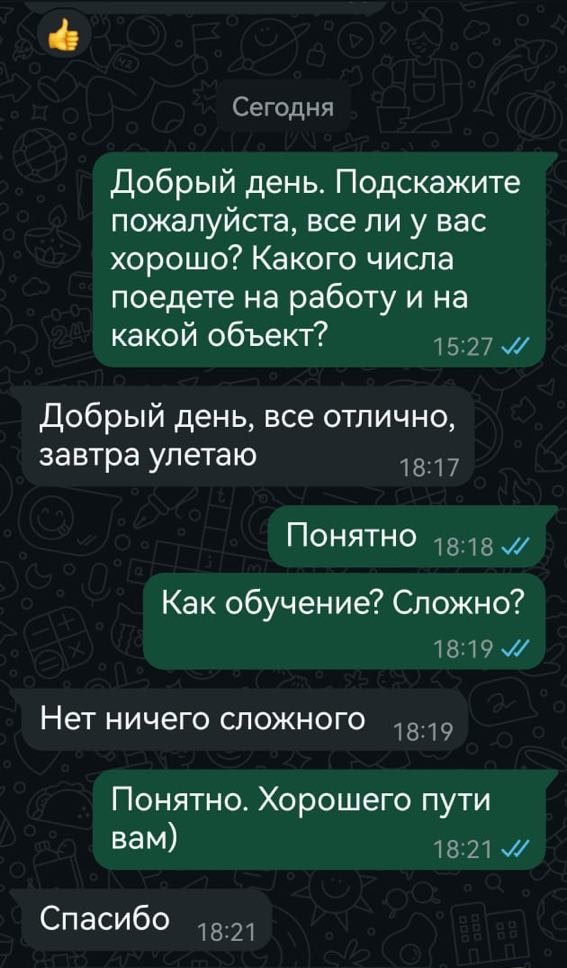 Сегодня
Добрый день. Подскажите
пожалуйста, все ли у вас
хорошо? Какого числа
поедете на работу и на
какой объект?
15:27
Добрый день, все отлично,
завтра улетаю
18:17
Понятно 18:18
Как обучение? Сложно?
18:19
Нет ничего сложного 18:19
Понятно. Хорошего пути
вам)
18:21
Спасибо 18:21